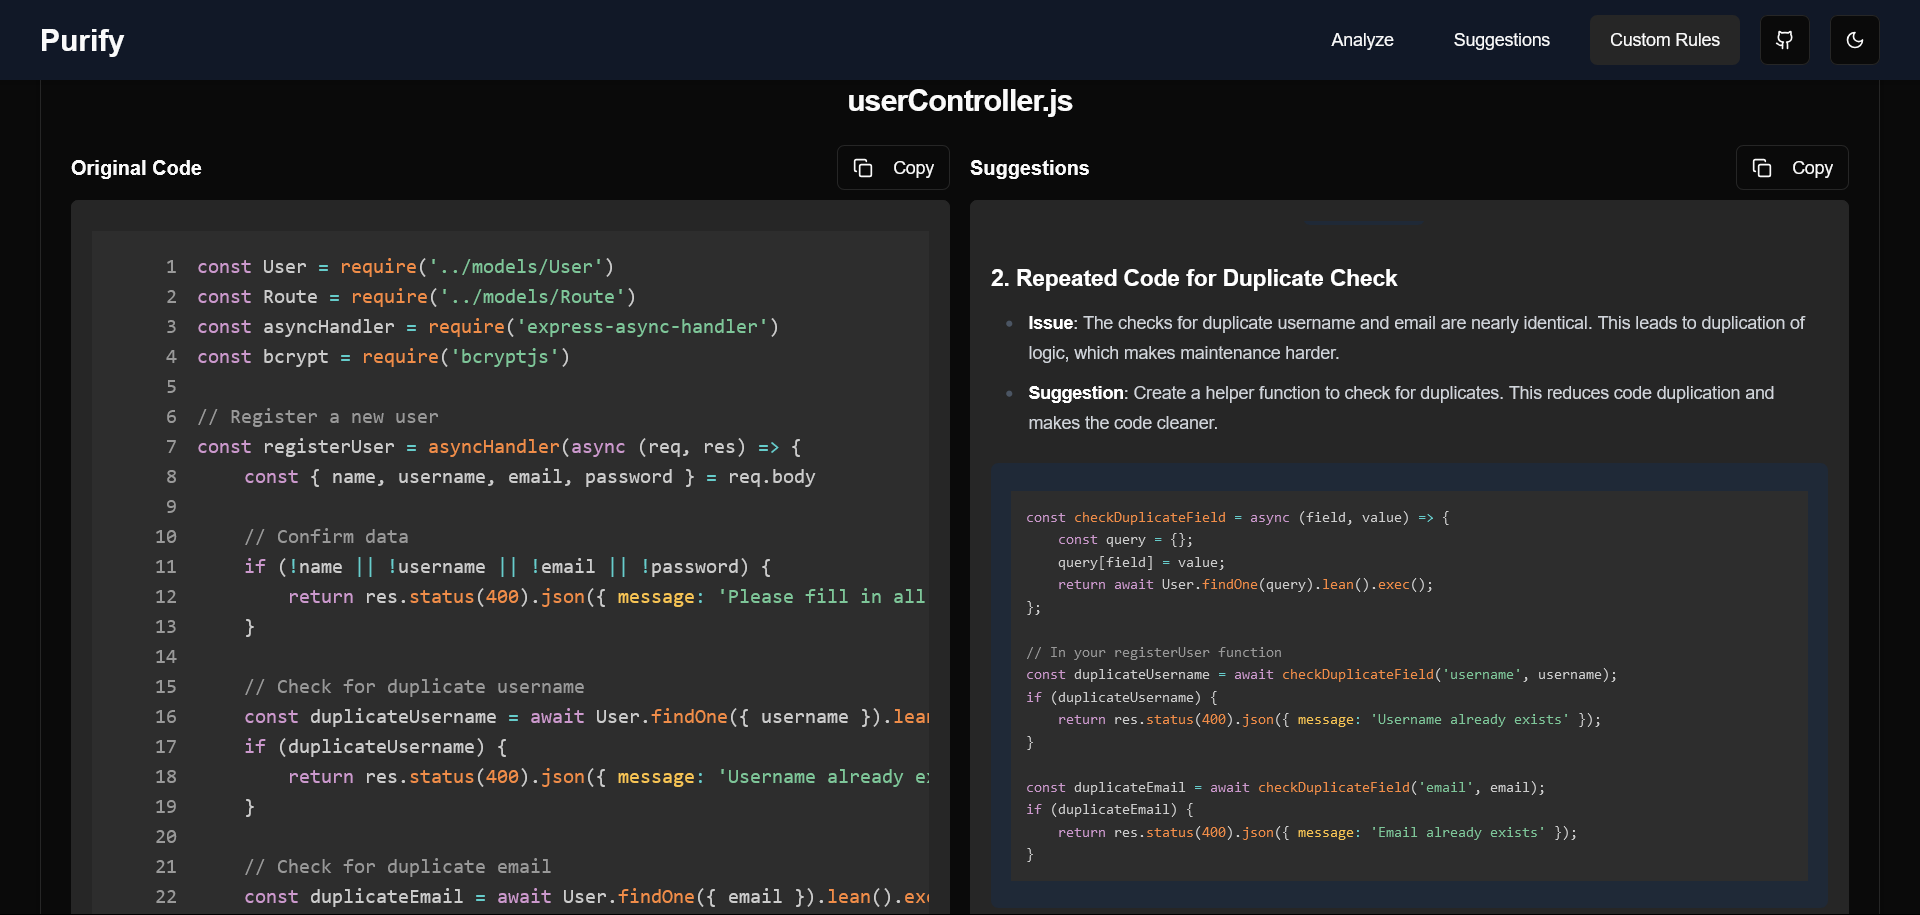 Purify
Analyze
Suggestions
Custom Rules
userController.js
Original Code
Copy
1 const User = require('../models/User')
2 const Route = require('../models/Route')
3 const asyncHandler = require('express-async-handler')
4 const bcrypt = require('bcryptjs')
5
6 // Register a new user
7 const registerUser = asyncHandler(async (req, res) => {
8     const { name, username, email, password } = req.body
9
10     // Confirm data
11     if (!name || !username || !email || !password) {
12         return res.status(400).json({ message: 'Please fill in all
13     }
14
15     // Check for duplicate username
16     const duplicateUsername = await User.findOne({ username }).lean
17     if (duplicateUsername) {
18         return res.status(400).json({ message: 'Username already ex
19     }
20
21     // Check for duplicate email
22     const duplicateEmail = await User.findOne({ email }).lean().exe
Suggestions
Copy
2. Repeated Code for Duplicate Check
Issue: The checks for duplicate username and email are nearly identical. This leads to duplication of
logic, which makes maintenance harder.
Suggestion: Create a helper function to check for duplicates. This reduces code duplication and
makes the code cleaner.
const checkDuplicateField = async (field, value) => {
    const query = {};
    query[field] = value;
    return await User.findOne(query).lean().exec();
};
// In your registerUser function
const duplicateUsername = await checkDuplicateField('username', username);
if (duplicateUsername) {
    return res.status(400).json({ message: 'Username already exists' });
}
const duplicateEmail = await checkDuplicateField('email', email);
if (duplicateEmail) {
    return res.status(400).json({ message: 'Email already exists' });
}